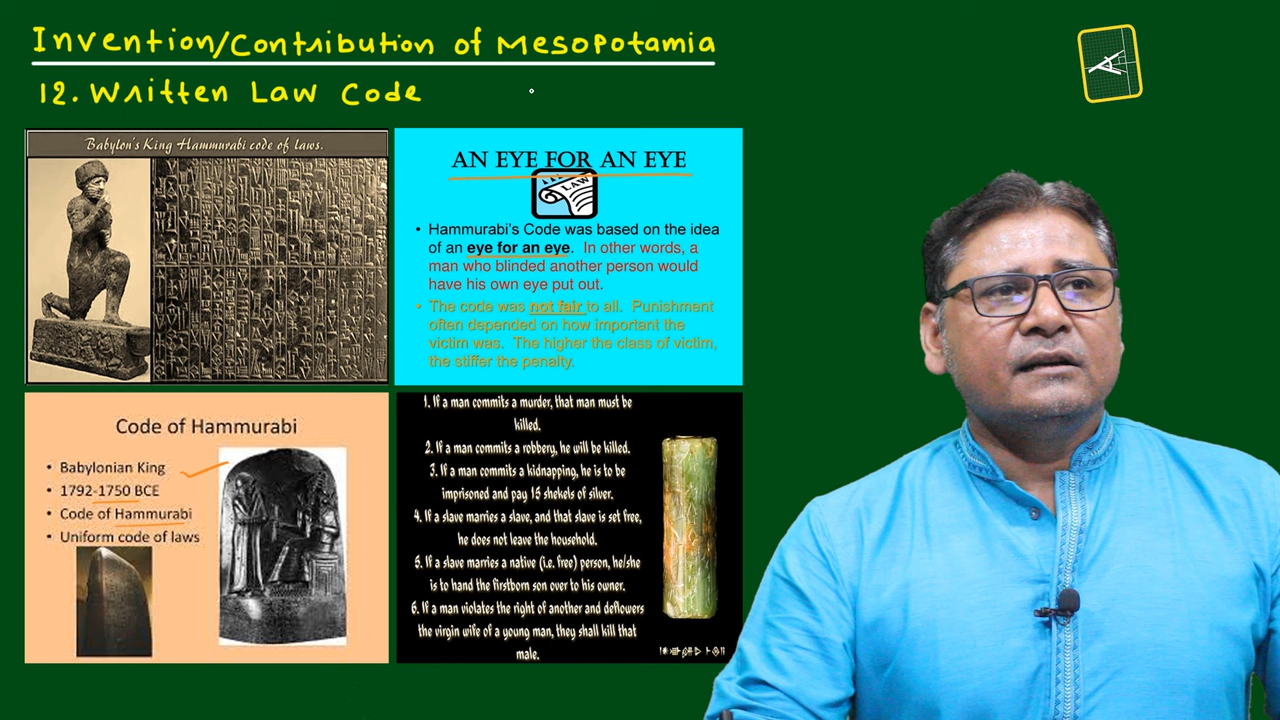 Invention/Contribution of Mesopotamia
12. Written Law Code
Babylon's King Hammurabi code of laws.
AN EYE FOR AN EYE
LAW
• Hammurabi's Code was based on the idea
of an eye for an eye. In other words, a
man who blinded another person would
have his own eye put out.
• The code was not fair to all. Punishment
often depended on how important the
victim was. The higher the class of victim,
the stiffer the penalty.
Code of Hammurabi
• Babylonian King
• 1792-1750 BCE
• Code of Hammurabi
• Uniform code of laws
1. If a man commits a murder, that man must be
killed.
2. If a man commits a robbery, he will be killed.
3. If a man commits a kidnapping, he is to be
imprisoned and pay 15 shekels of silver.
4. If a slave marries a slave, and that slave is set free,
he does not leave the household.
5. If a slave marries a native (i.e. free) person, he/she
is to hand the firstborn son over to his owner.
6. If a man violates the right of another and deflowers
the virgin wife of a young man, they shall kill that
male.